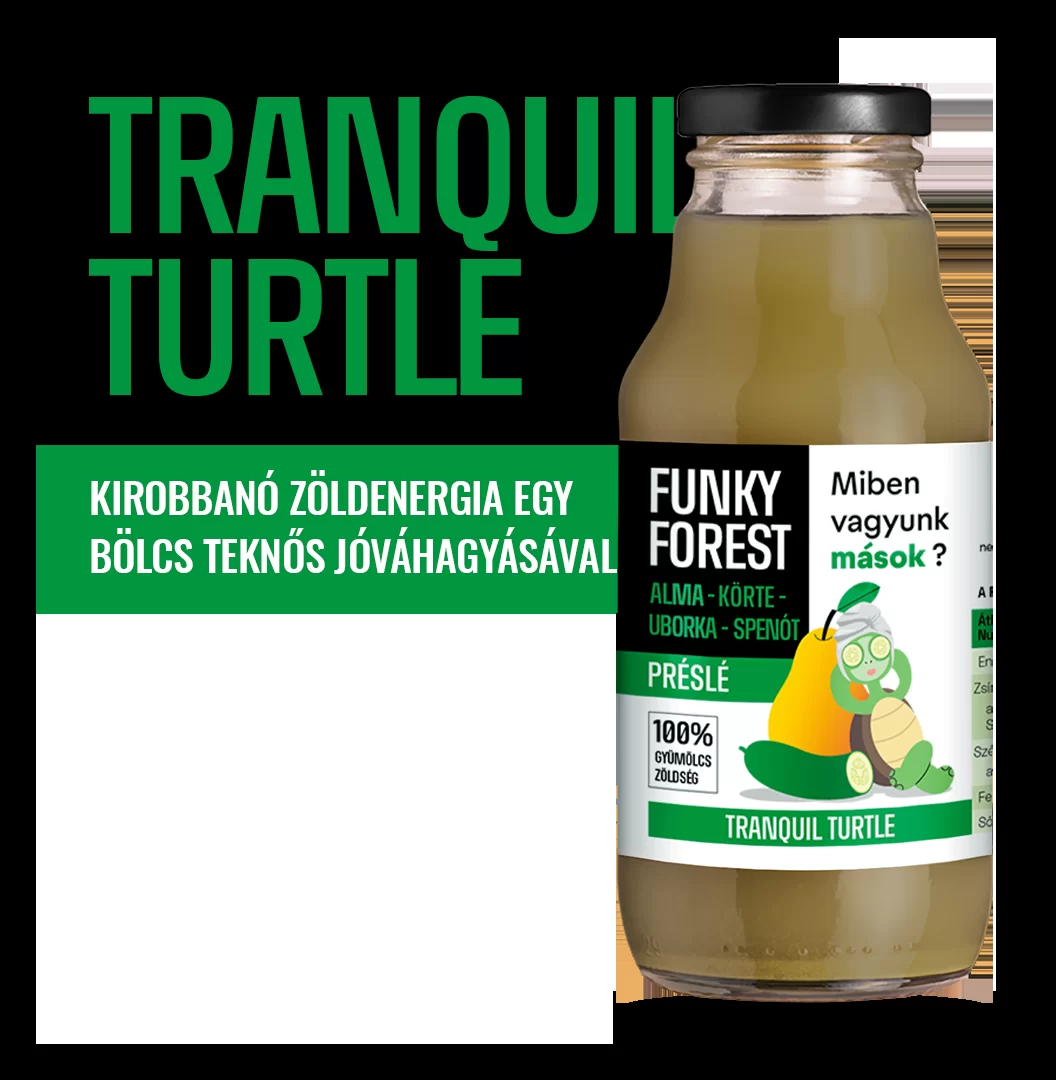 TRANQUIL
TURTLE
KIROBBANÓ ZÖLDENERGIA EGY
BÖLCS TEKNŐS JÓVÁHAGYÁSÁVAL
FUNKY
FOREST
ALMA - KÖRTE -
UBORKA - SPENÓT
PRÉSLÉ
100%
GYÜMÖLCS
ZÖLDSÉG
TRANQUIL TURTLE
Miben
vagyunk
mások ?